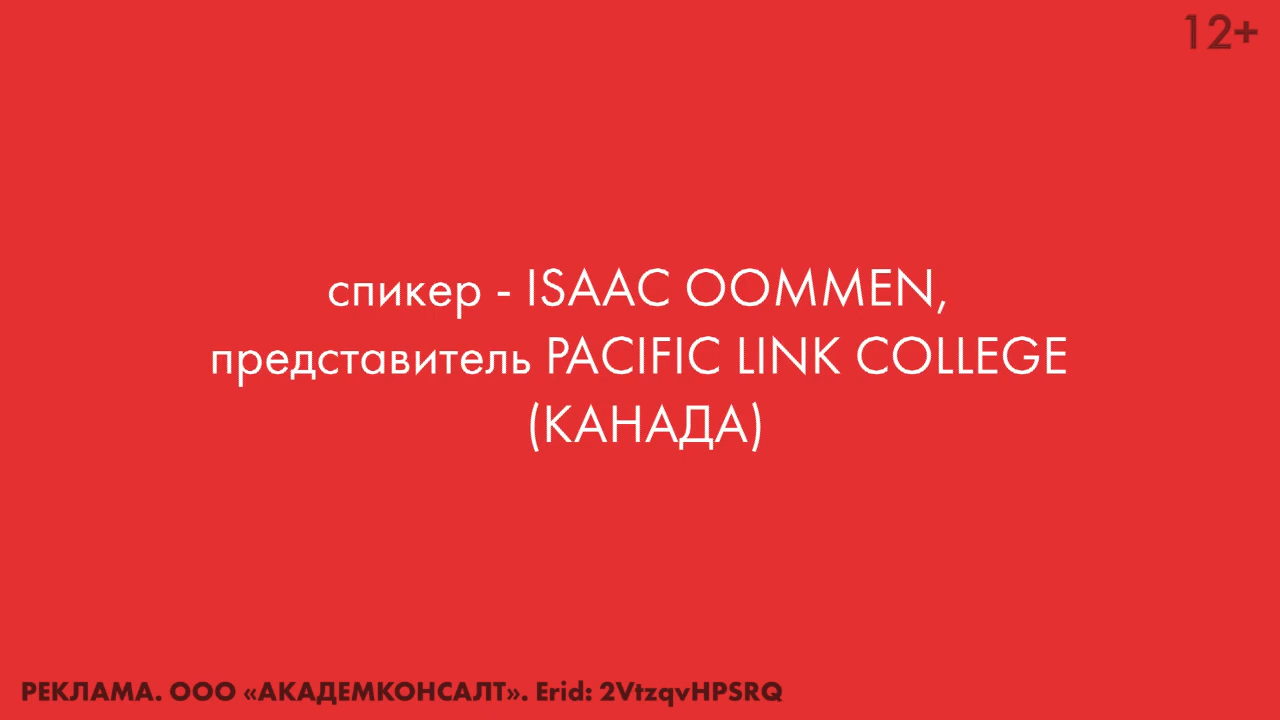 12+
спикер - ISAAC OOMMEN,
представитель PACIFIC LINK COLLEGE
(КАНАДА)
РЕКЛАМА. ООО «АКАДЕМКОНСАЛТ». Erid: 2VtzqvHPSRQ